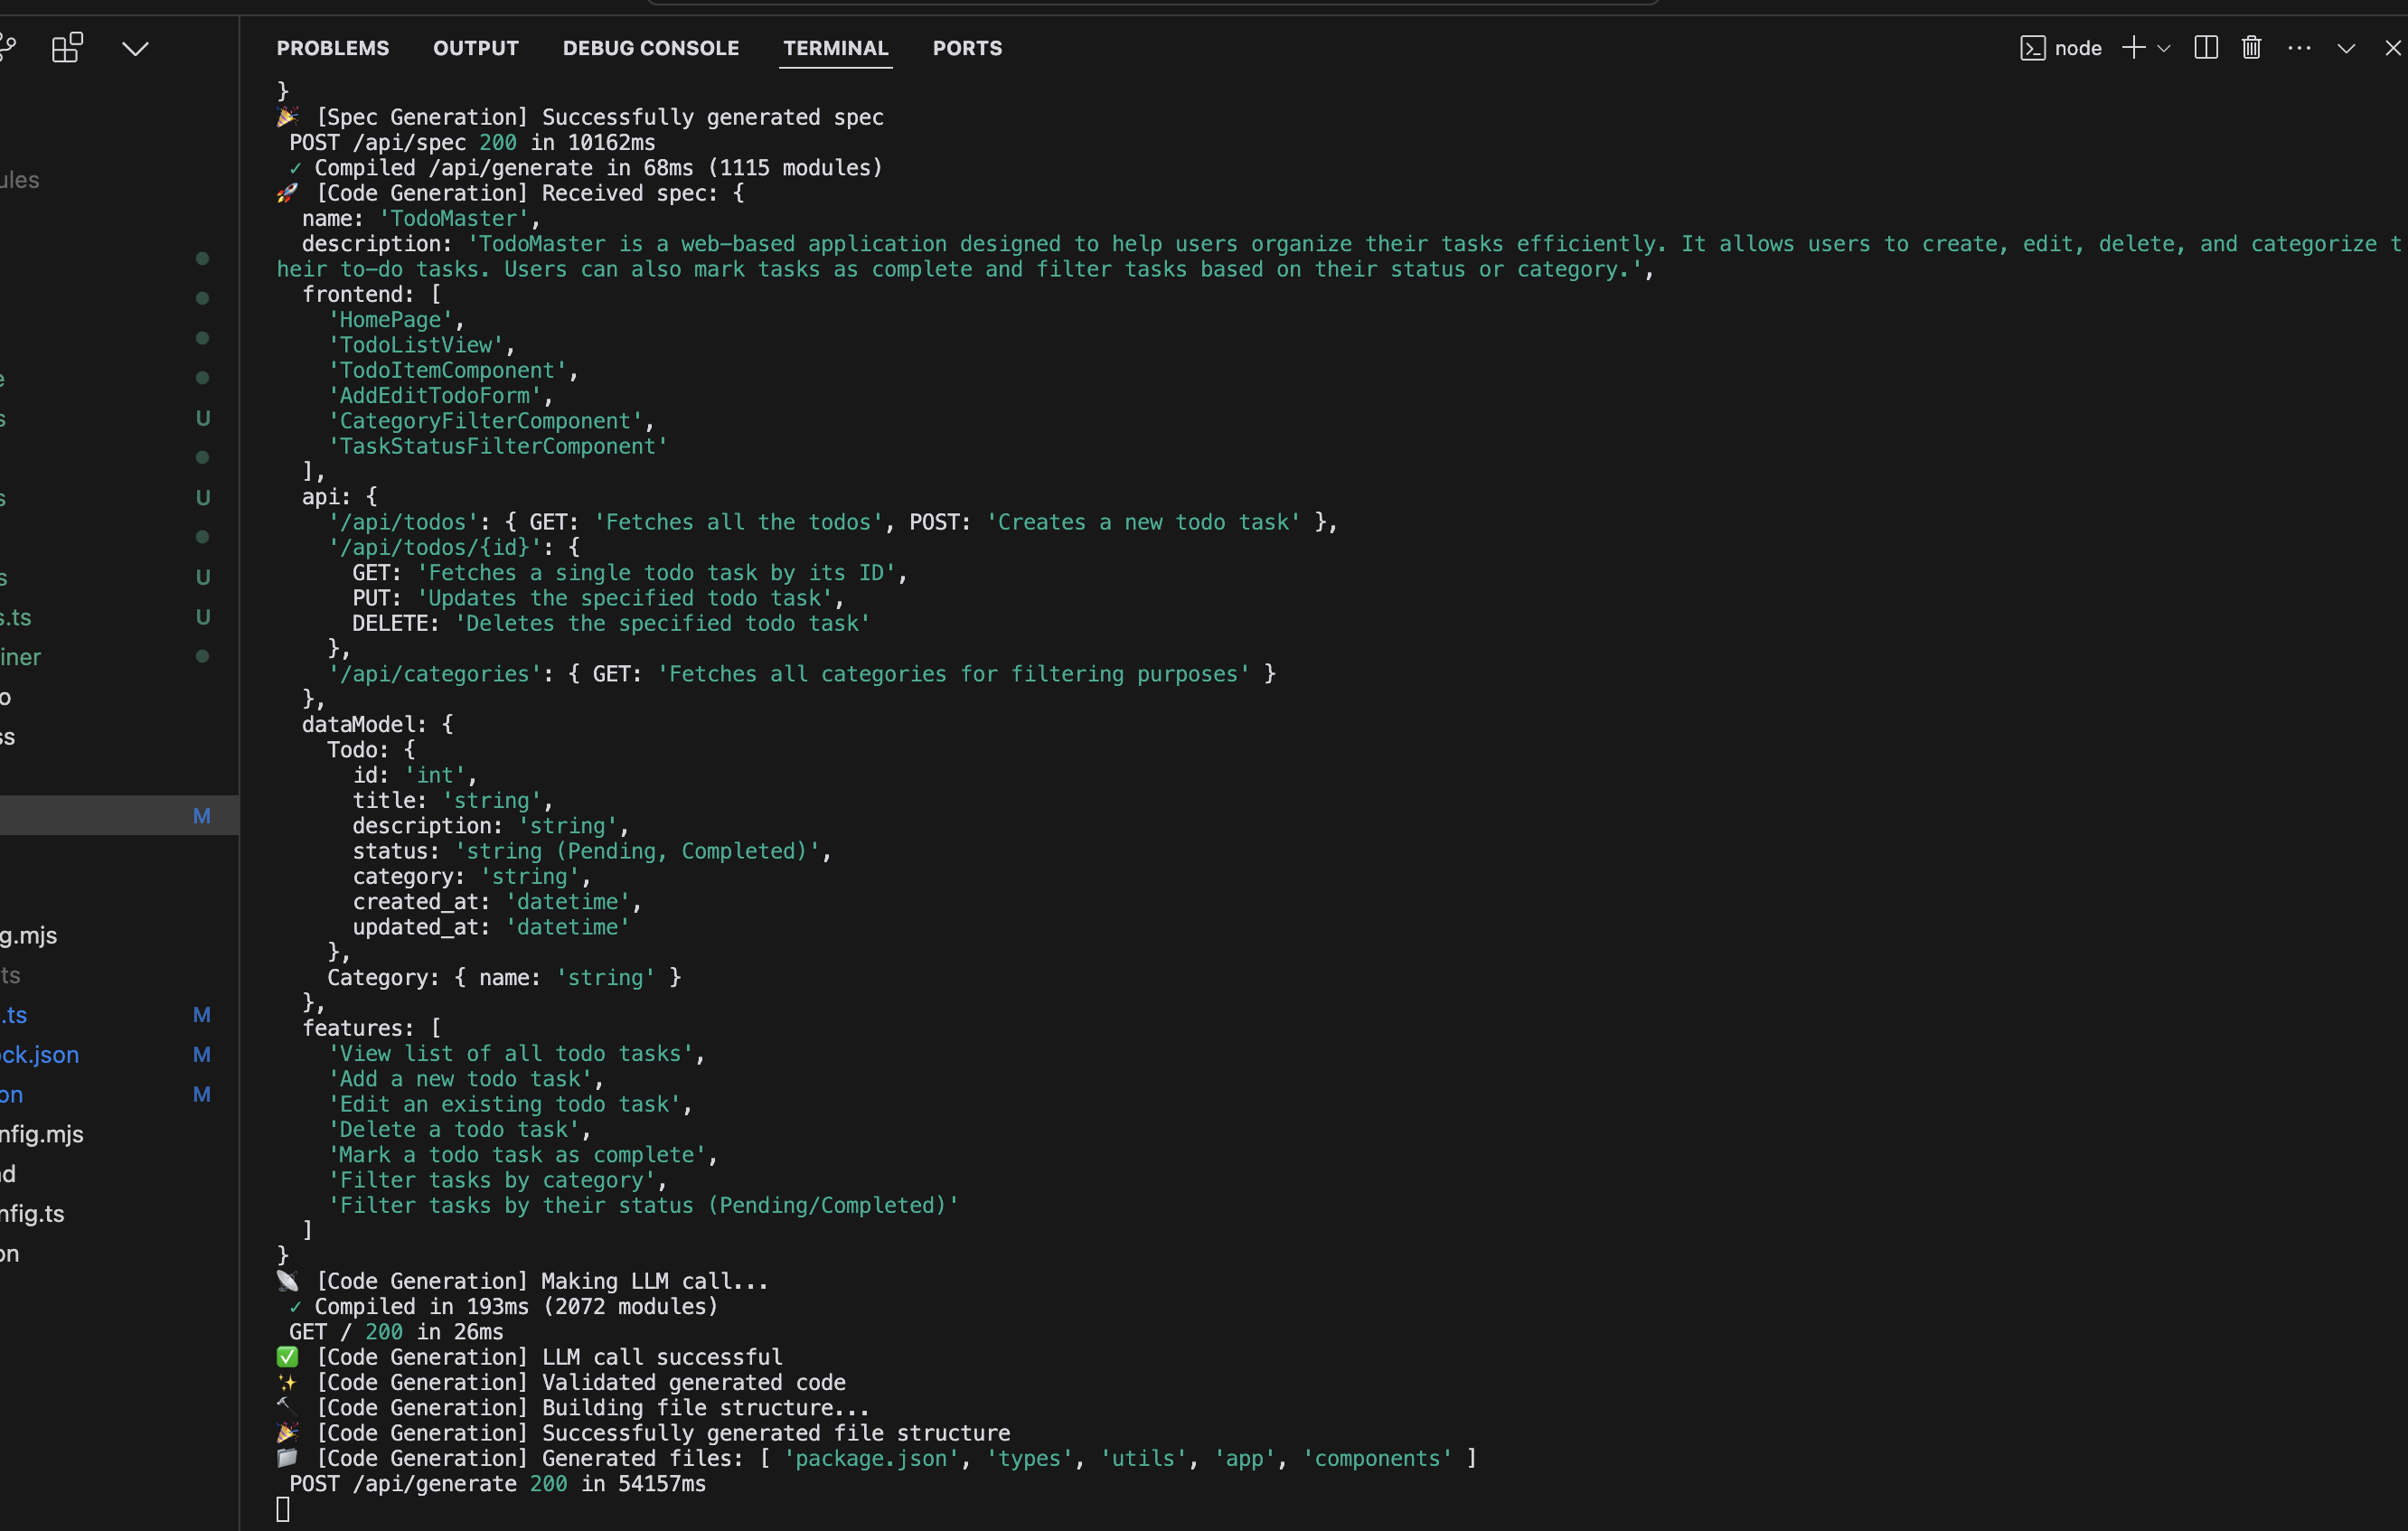 PROBLEMS OUTPUT DEBUG CONSOLE TERMINAL PORTS node
}
🎉 [Spec Generation] Successfully generated spec
POST /api/spec 200 in 10162ms
✓ Compiled /api/generate in 68ms (1115 modules)
🚀 [Code Generation] Received spec: {
name: 'TodoMaster',
description: 'TodoMaster is a web-based application designed to help users organize their tasks efficiently. It allows users to create, edit, delete, and categorize t
heir to-do tasks. Users can also mark tasks as complete and filter tasks based on their status or category.',
frontend: [
'HomePage',
'TodoListView',
'TodoItemComponent',
'AddEditTodoForm',
'CategoryFilterComponent',
'TaskStatusFilterComponent'
],
api: {
'/api/todos': { GET: 'Fetches all the todos', POST: 'Creates a new todo task' },
'/api/todos/{id}': {
GET: 'Fetches a single todo task by its ID',
PUT: 'Updates the specified todo task',
DELETE: 'Deletes the specified todo task'
},
'/api/categories': { GET: 'Fetches all categories for filtering purposes' }
},
dataModel: {
Todo: {
id: 'int',
title: 'string',
description: 'string',
status: 'string (Pending, Completed)',
category: 'string',
created_at: 'datetime',
updated_at: 'datetime'
},
Category: { name: 'string' }
},
features: [
'View list of all todo tasks',
'Add a new todo task',
'Edit an existing todo task',
'Delete a todo task',
'Mark a todo task as complete',
'Filter tasks by category',
'Filter tasks by their status (Pending/Completed)'
]
}
📡 [Code Generation] Making LLM call...
✓ Compiled in 193ms (2072 modules)
GET / 200 in 26ms
✅ [Code Generation] LLM call successful
✨ [Code Generation] Validated generated code
🔨 [Code Generation] Building file structure...
🎉 [Code Generation] Successfully generated file structure
📁 [Code Generation] Generated files: [ 'package.json', 'types', 'utils', 'app', 'components' ]
POST /api/generate 200 in 54157ms
ules
e
s U
s U
s U
s.ts U
iner
o
ss
M
g.mjs
ts
.ts M
ck.json M
on M
nfig.mjs
d
nfig.ts
on